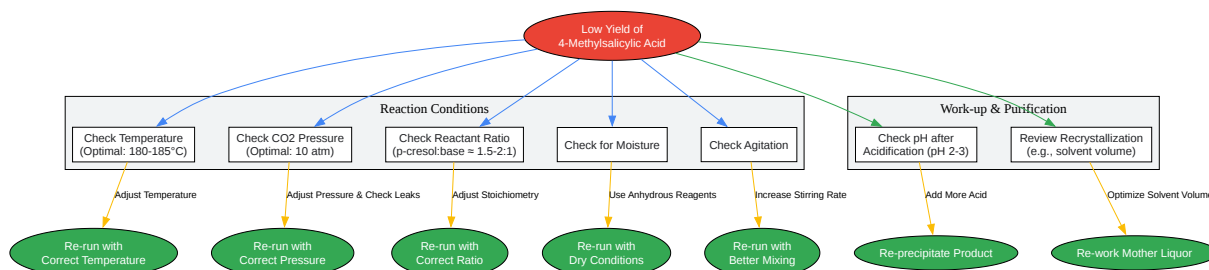 Low Yield of
4-Methylsalicylic Acid
Reaction Conditions
Work-up & Purification
Check Temperature
(Optimal: 180-185°C)
Check CO2 Pressure
(Optimal: 10 atm)
Check Reactant Ratio
(p-cresol:base ≈ 1.5-2:1)
Check for Moisture
Check Agitation
Check pH after
Acidification (pH 2-3)
Review Recrystallization
(e.g., solvent volume)
Adjust Temperature
Adjust Pressure & Check Leaks
Adjust Stoichiometry
Use Anhydrous Reagents
Increase Stirring Rate
Add More Acid
Optimize Solvent Volume
Re-run with
Correct Temperature
Re-run with
Correct Pressure
Re-run with
Correct Ratio
Re-run with
Dry Conditions
Re-run with
Better Mixing
Re-precipitate Product
Re-work Mother Liquor